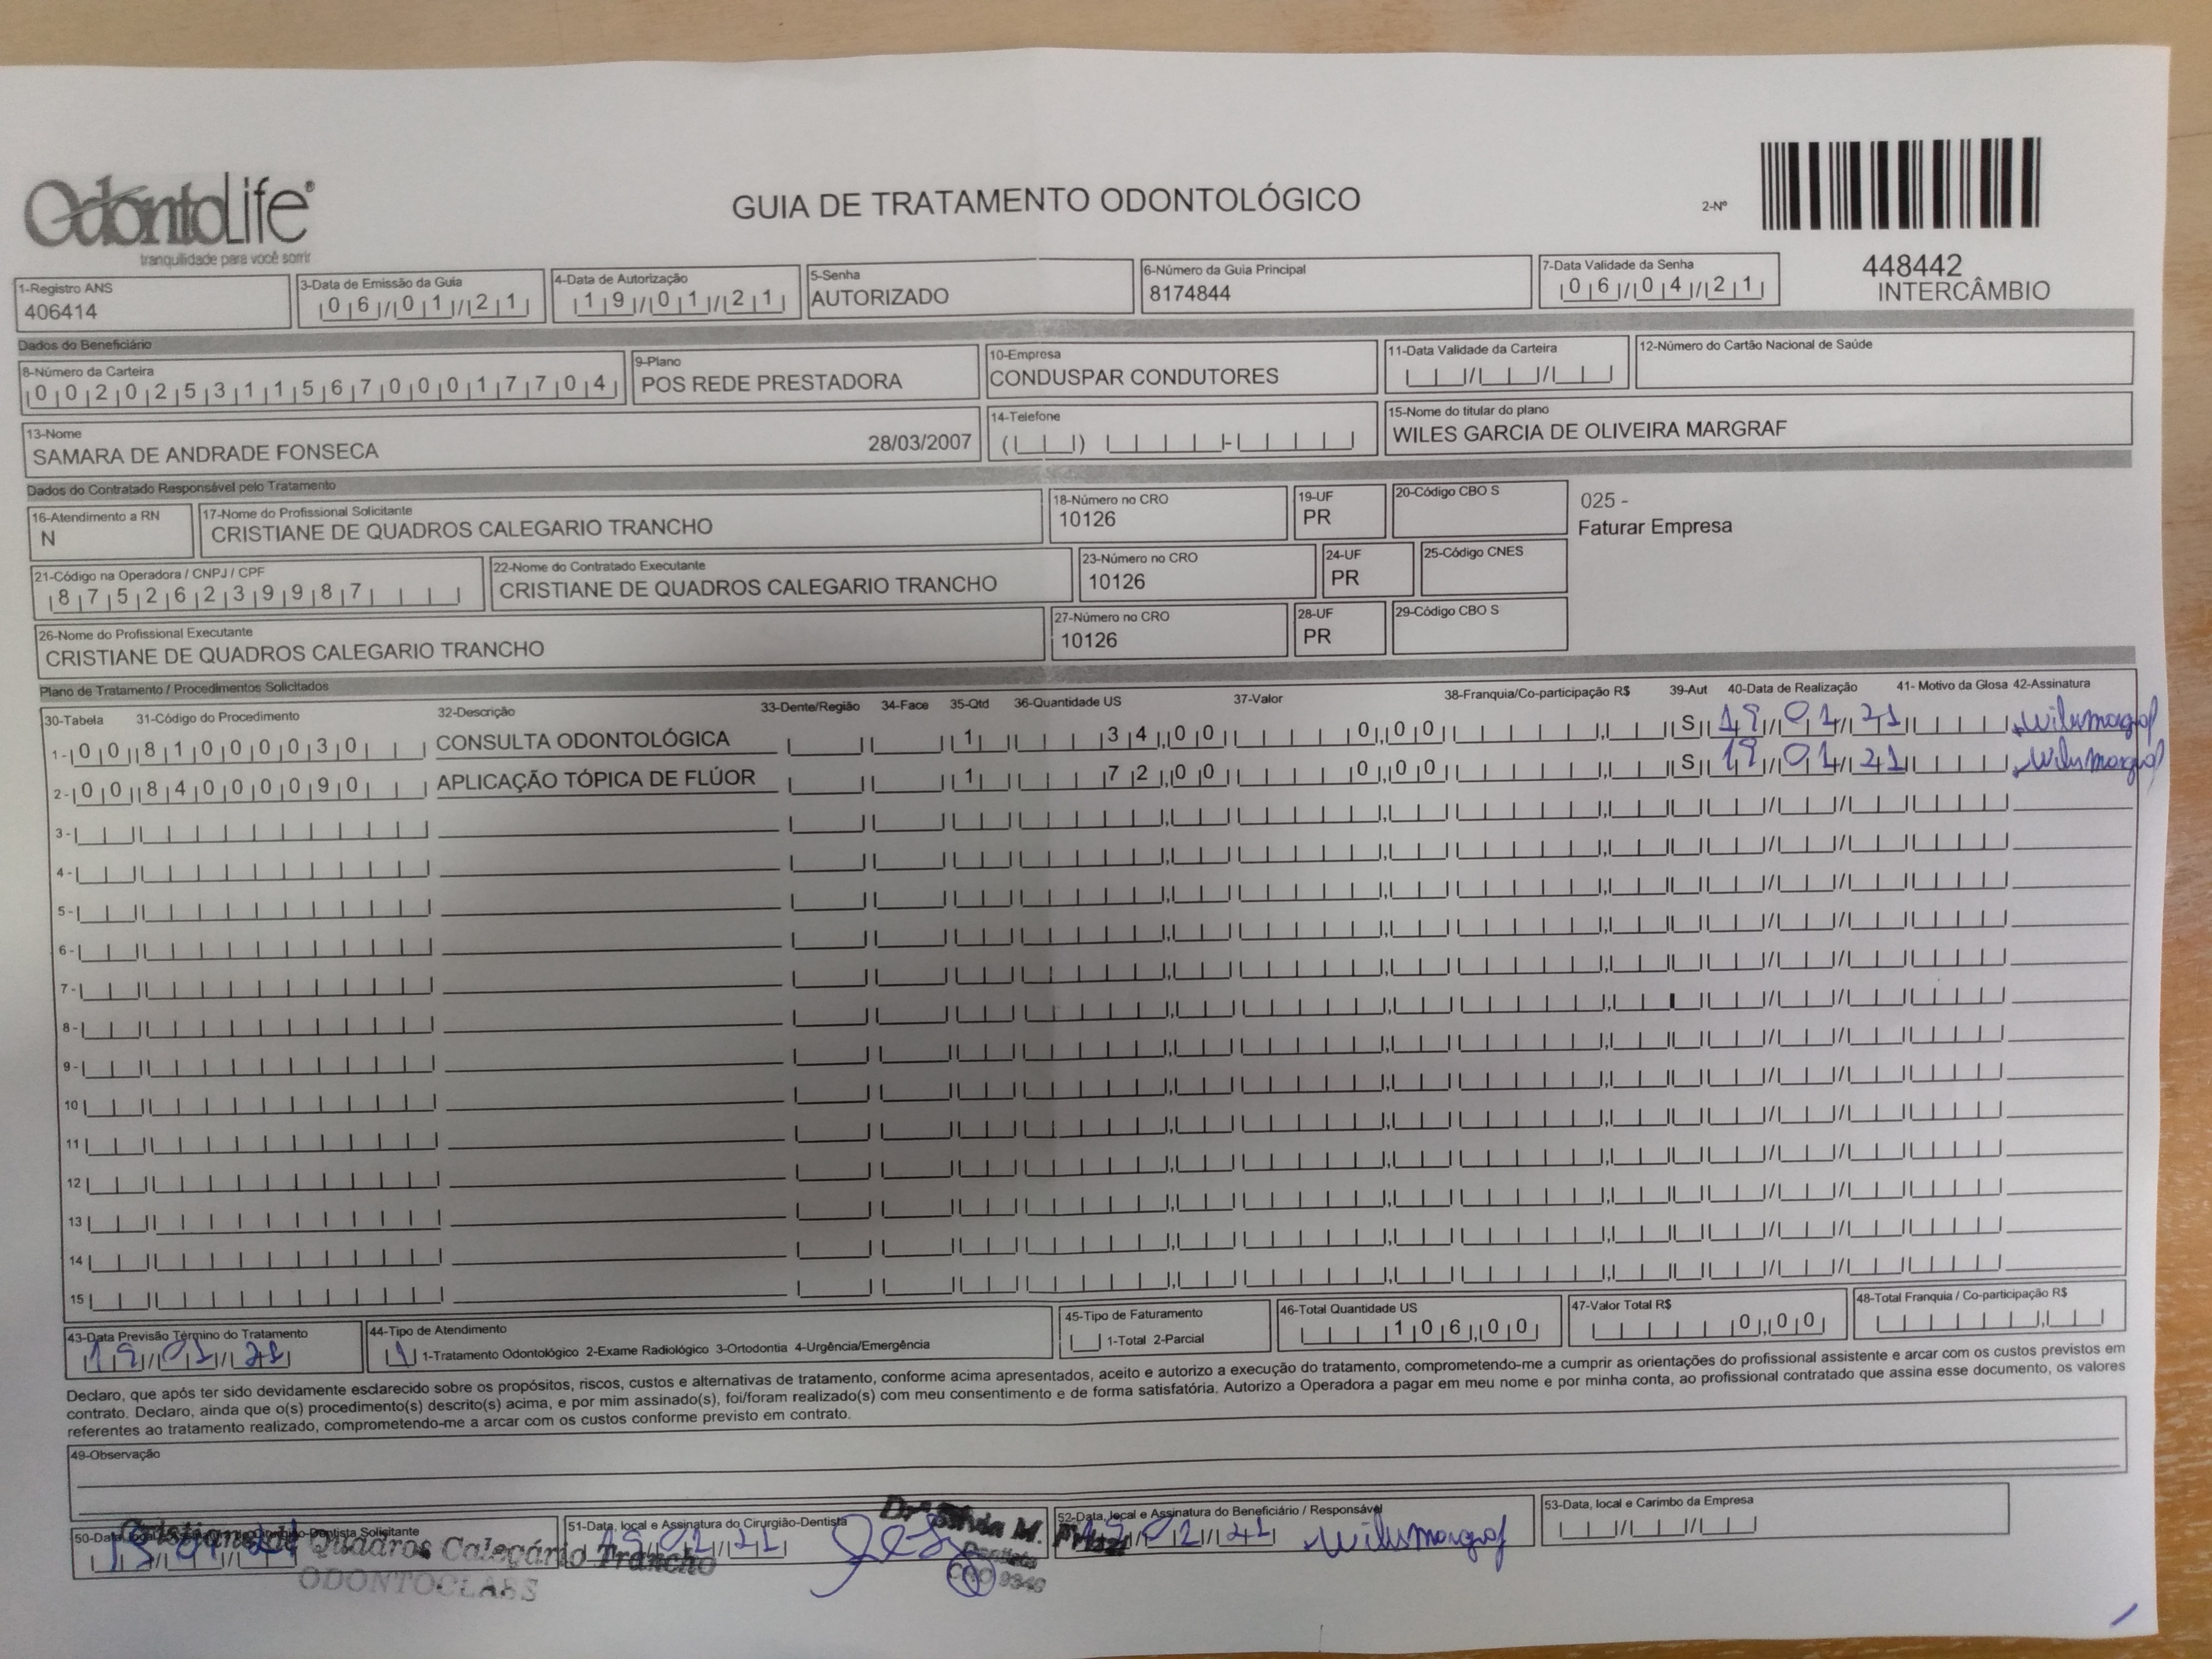 OdontoLife®
tranquilidade para você sorrir
GUIA DE TRATAMENTO ODONTOLÓGICO
2-Nº
448442
INTERCÂMBIO
1-Registro ANS
406414
3-Data de Emissão da Guia
06/01/21
4-Data de Autorização
19/01/21
5-Senha
AUTORIZADO
6-Número da Guia Principal
8174844
7-Data Validade da Senha
06/04/21
Dados do Beneficiário
8-Número da Carteira
00202531156700017704
9-Plano
POS REDE PRESTADORA
10-Empresa
CONDUSPAR CONDUTORES
11-Data Validade da Carteira
12-Número do Cartão Nacional de Saúde
13-Nome
SAMARA DE ANDRADE FONSECA 28/03/2007
14-Telefone
15-Nome do titular do plano
WILES GARCIA DE OLIVEIRA MARGRAF
Dados do Contratado Responsável pelo Tratamento
16-Atendimento a RN
N
17-Nome do Profissional Solicitante
CRISTIANE DE QUADROS CALEGARIO TRANCHO
18-Número no CRO
10126
19-UF
PR
20-Código CBO S
025 -
Faturar Empresa
21-Código na Operadora / CNPJ / CPF
87526239987
22-Nome do Contratado Executante
CRISTIANE DE QUADROS CALEGARIO TRANCHO
23-Número no CRO
10126
24-UF
PR
25-Código CNES
26-Nome do Profissional Executante
CRISTIANE DE QUADROS CALEGARIO TRANCHO
27-Número no CRO
10126
28-UF
PR
29-Código CBO S
Plano de Tratamento / Procedimentos Solicitados
30-Tabela 31-Código do Procedimento 32-Descrição 33-Dente/Região 34-Face 35-Qtd 36-Quantidade US 37-Valor 38-Franquia/Co-participação R$ 39-Aut 40-Data de Realização 41- Motivo da Glosa 42-Assinatura
1- 00 81000030 CONSULTA ODONTOLÓGICA 1 34,00 0,00 S 19/01/21
2- 00 84000090 APLICAÇÃO TÓPICA DE FLÚOR 1 72,00 0,00 S 19/01/21
3-
4-
5-
6-
7-
8-
9-
10
11
12
13
14
15
43-Data Previsão Término do Tratamento
19/01/21
44-Tipo de Atendimento
1 1-Tratamento Odontológico 2-Exame Radiológico 3-Ortodontia 4-Urgência/Emergência
45-Tipo de Faturamento
1-Total 2-Parcial
46-Total Quantidade US
106,00
47-Valor Total R$
0,00
48-Total Franquia / Co-participação R$
Declaro, que após ter sido devidamente esclarecido sobre os propósitos, riscos, custos e alternativas de tratamento, conforme acima apresentados, aceito e autorizo a execução do tratamento, comprometendo-me a cumprir as orientações do profissional assistente e arcar com os custos previstos em
contrato. Declaro, ainda que o(s) procedimento(s) descrito(s) acima, e por mim assinado(s), foi/foram realizado(s) com meu consentimento e de forma satisfatória. Autorizo a Operadora a pagar em meu nome e por minha conta, ao profissional contratado que assina esse documento, os valores
referentes ao tratamento realizado, comprometendo-me a arcar com os custos conforme previsto em contrato.
49-Observação
50-Data, Dentista Solicitante
Cristiane de Quadros Calegário Trancho
ODONTOCLASS
51-Data, local e Assinatura do Cirurgião-Dentista
Dentista
CRO 9349
52-Data, local e Assinatura do Beneficiário / Responsável
53-Data, local e Carimbo da Empresa